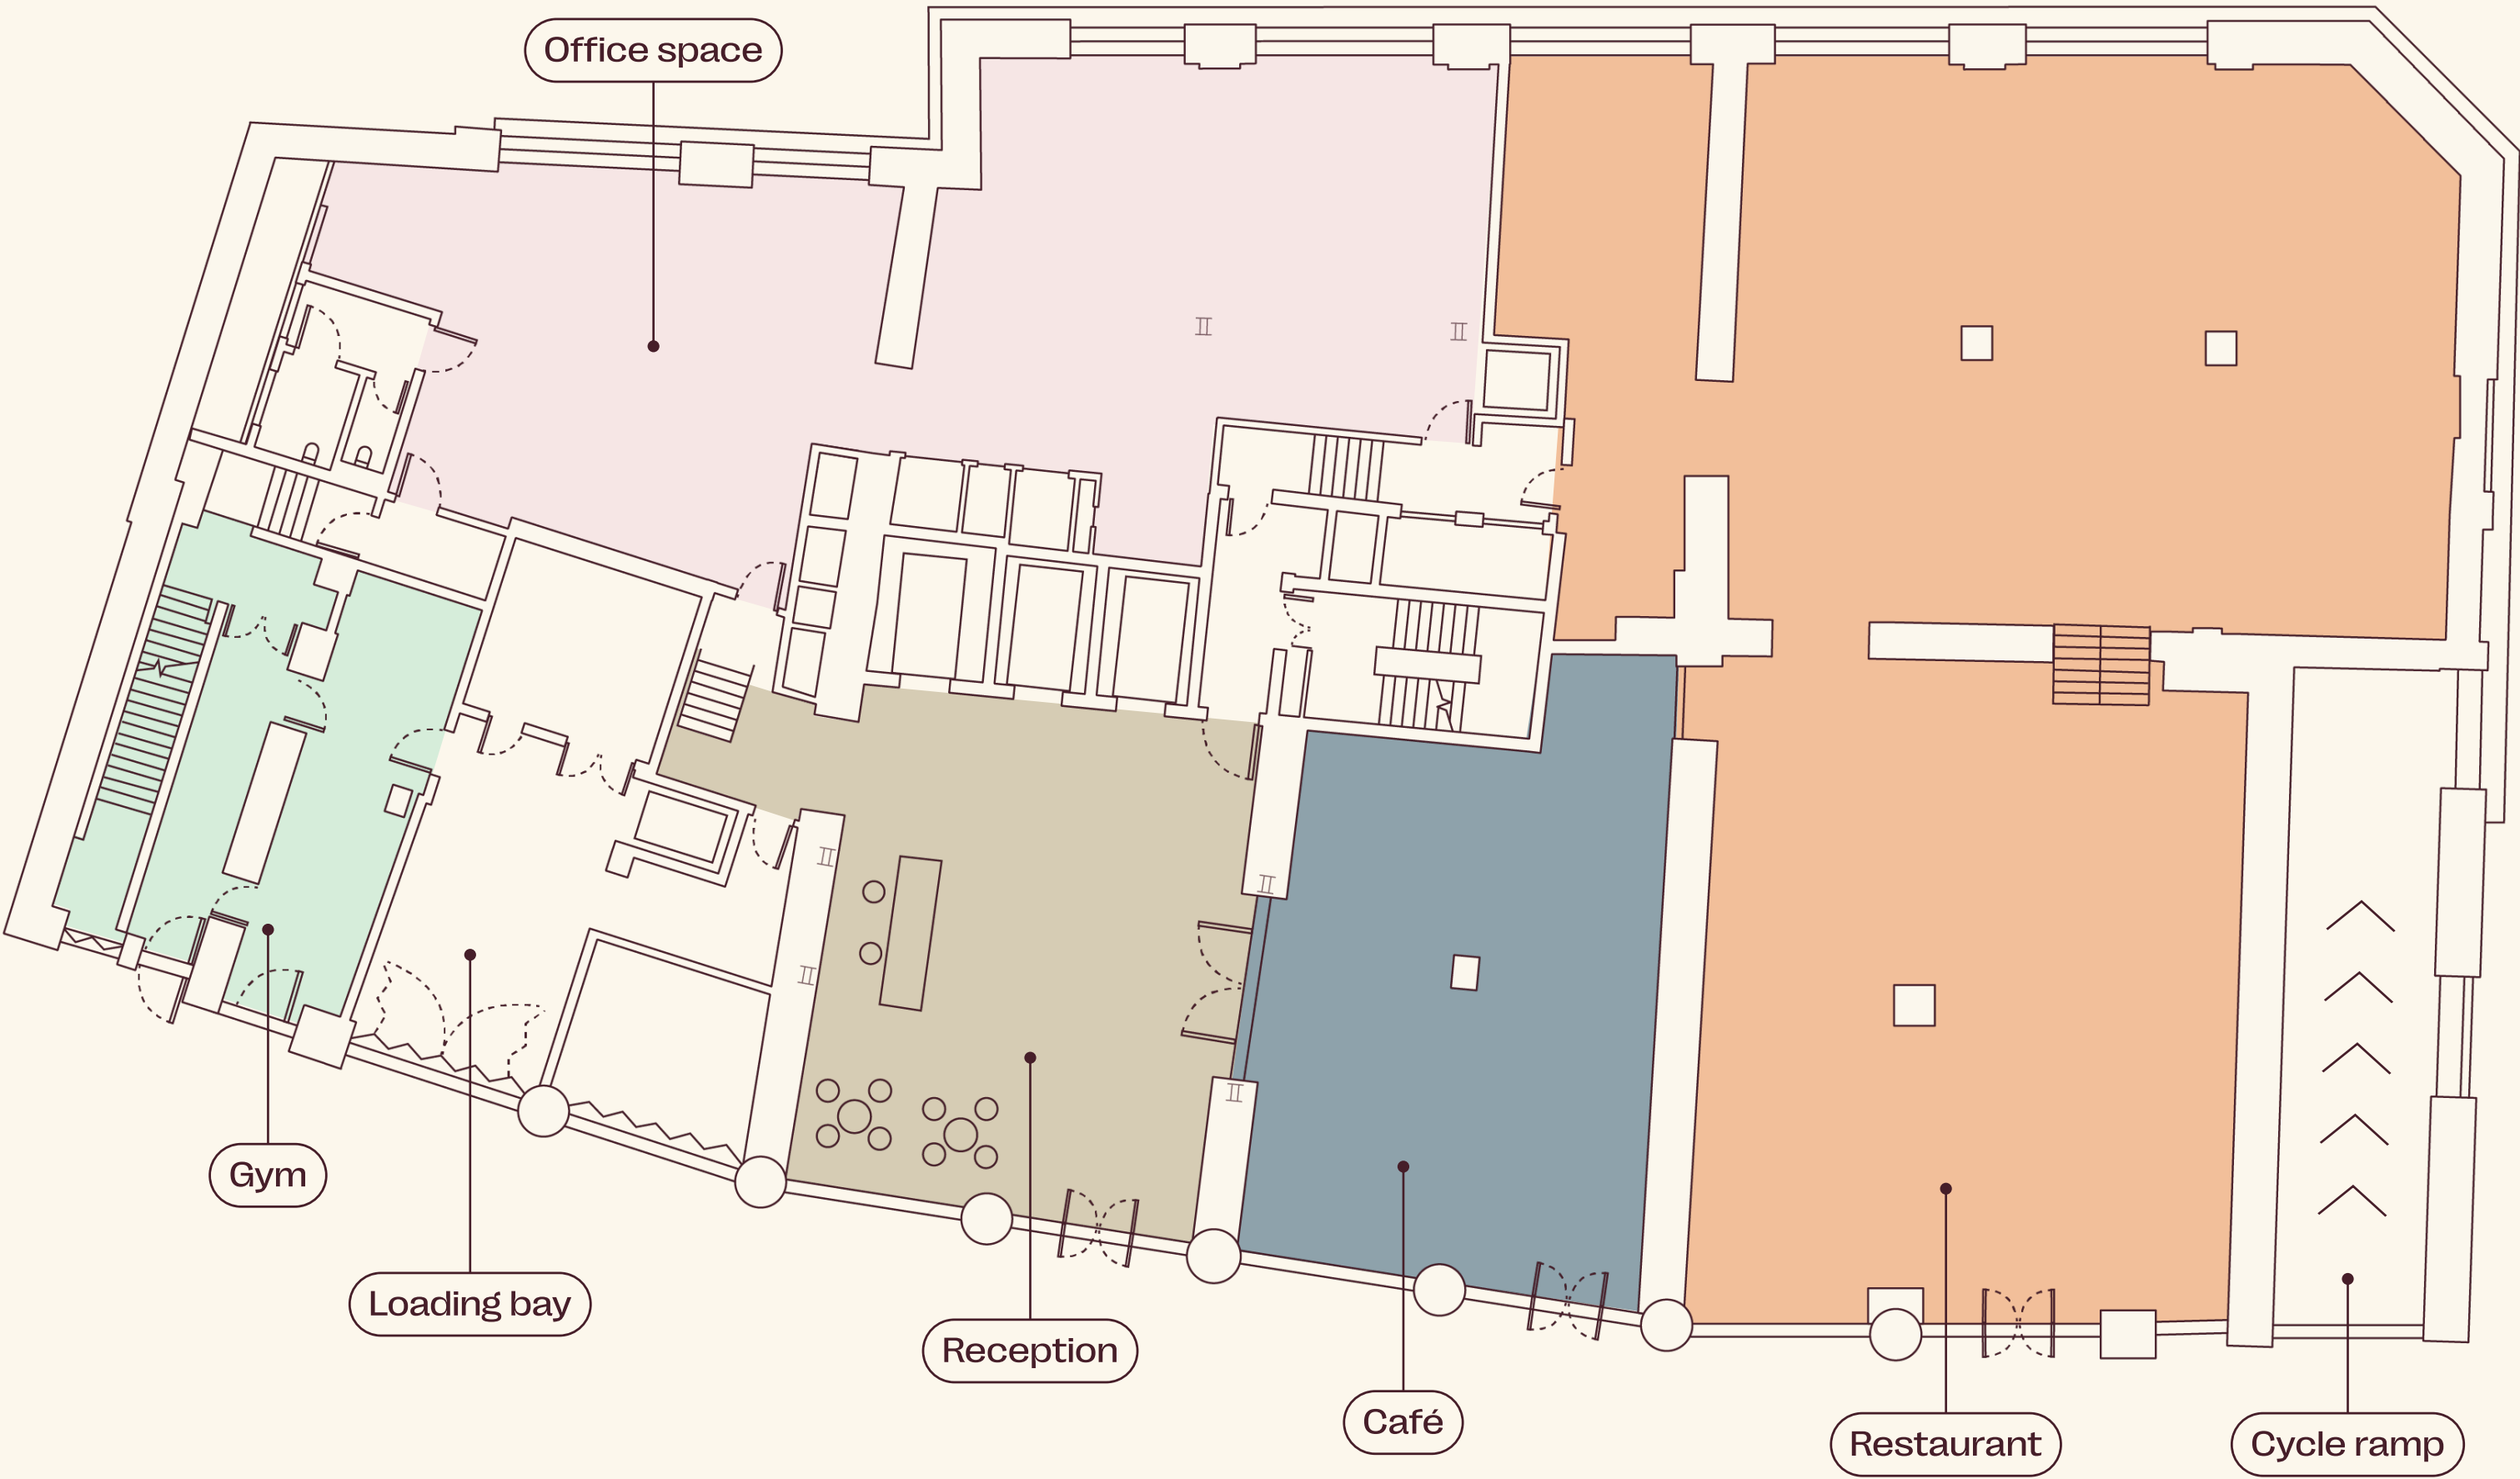 Office space
Gym
Loading bay
Reception
Café
Restaurant
Cycle ramp